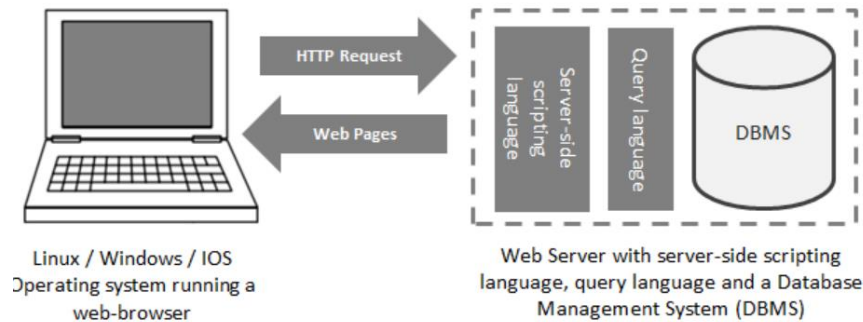 HTTP Request
Web Pages
Server-side
scripting
language
Query language
DBMS
Linux / Windows / IOS
Operating system running a
web-browser
Web Server with server-side scripting
language, query language and a Database
Management System (DBMS)